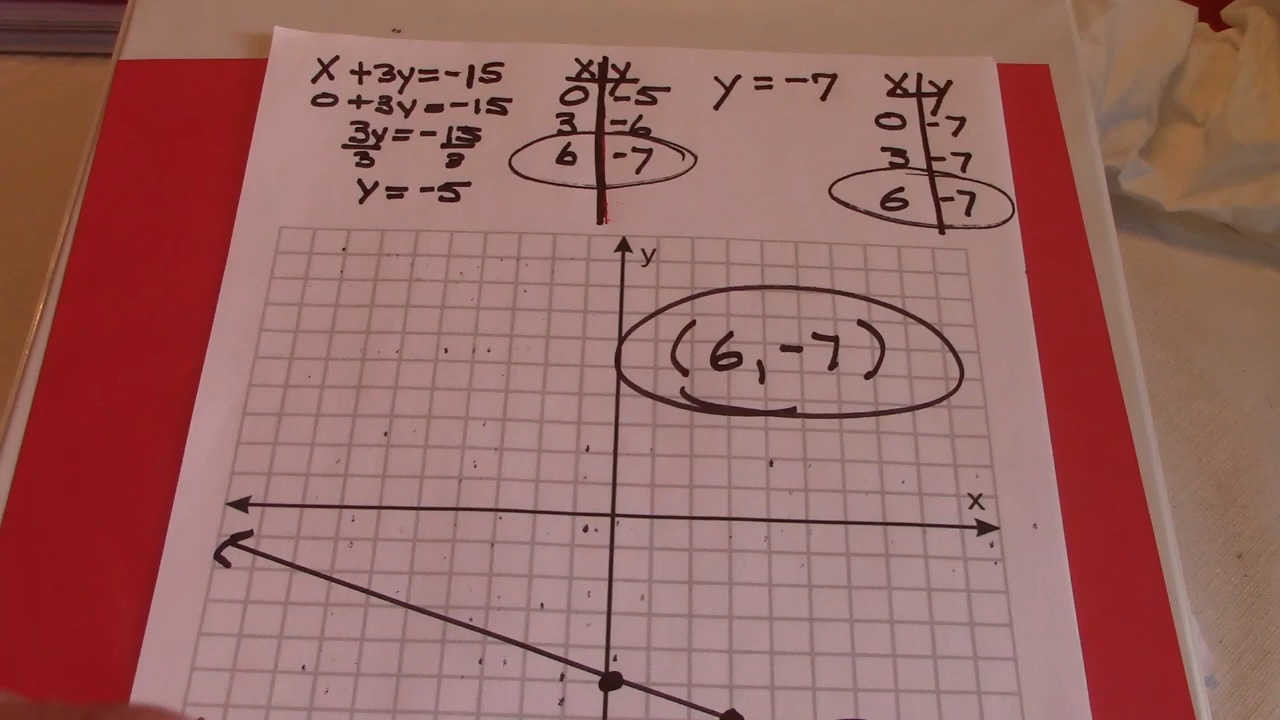 x + 3y = -15
0 + 3y = -15
3y = -15
3 3
y = -5
x y
0 -5
3 -6
6 -7
y = -7
x y
0 -7
3 -7
6 -7
y
(6, -7)
x